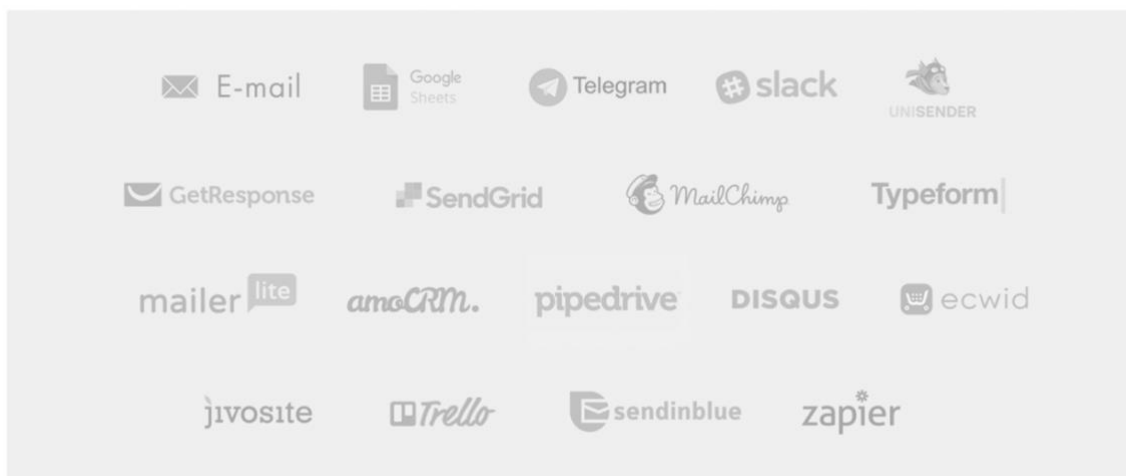 E-mail Google Sheets Telegram slack UNISENDER
GetResponse SendGrid MailChimp Typeform
mailer lite amoCRM. pipedrive DISQUS ecwid
jivosite Trello sendinblue zapier